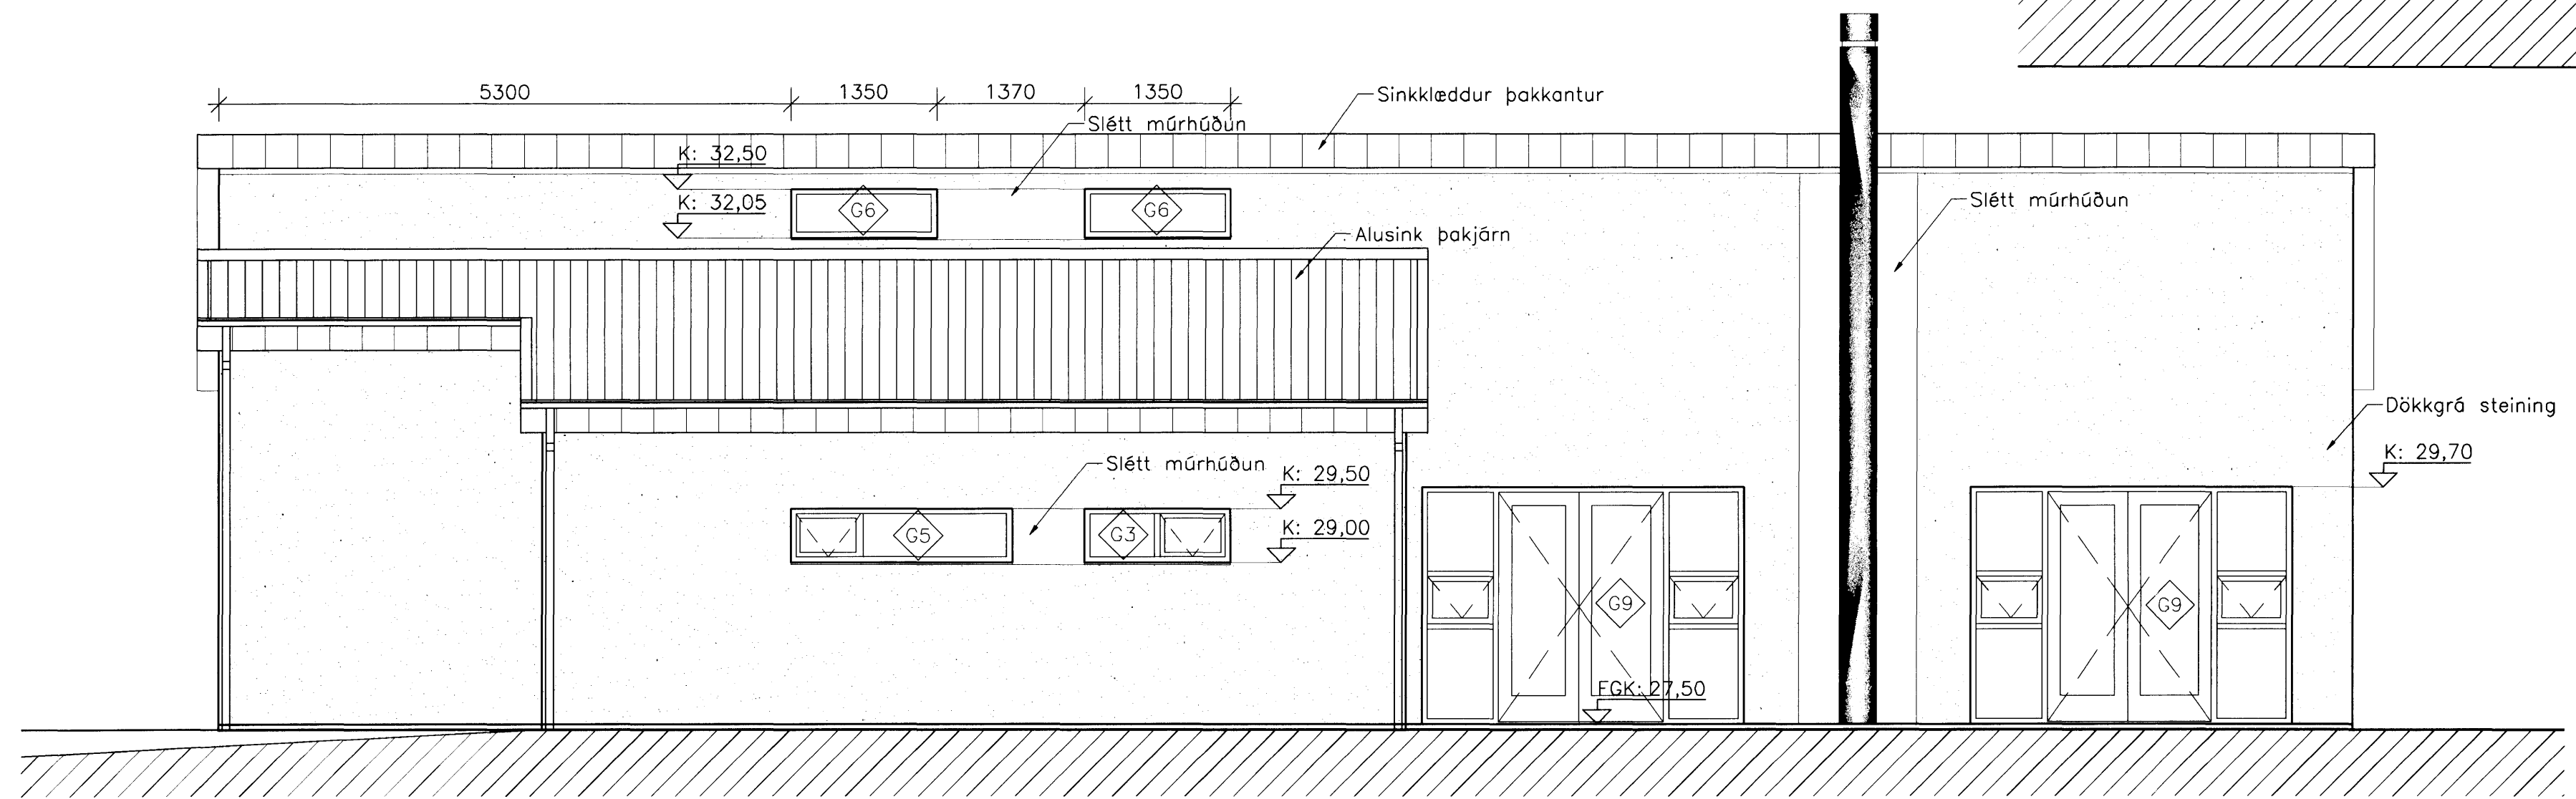 5300 1350 1370 1350
Sinkklæddur þakkantur
Slétt múrhúðun
K: 32,50
K: 32,05
G6 G6
Slétt múrhúðun
Alusink þakjárn
Dökkgrá steining
K: 29,70
Slétt múrhúðun
K: 29,50
K: 29,00
G5 G3
G9 G9
FGK: 27,50